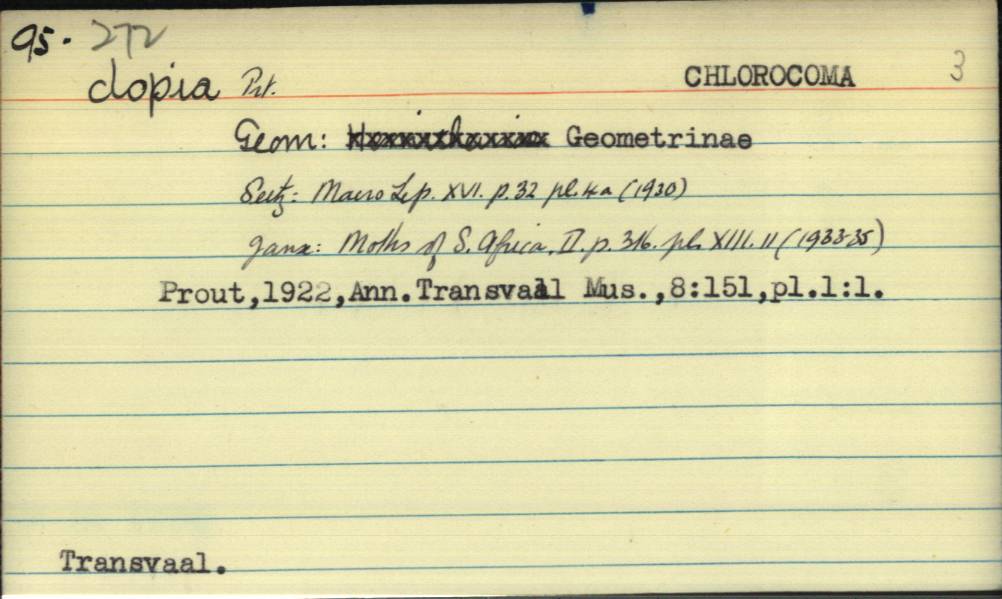 95. 272
clopia Prt. CHLOROCOMA 3
Geom: Geometrinae
Seitz: Macro Lep. XVI. p.32 pl.4a (1930)
Janse: Moths of S. Africa. II. p. 316. pl. XIII. 11 (1933-35)
Prout,1922,Ann.Transvaal Mus.,8:151,pl.1:1.
Transvaal.